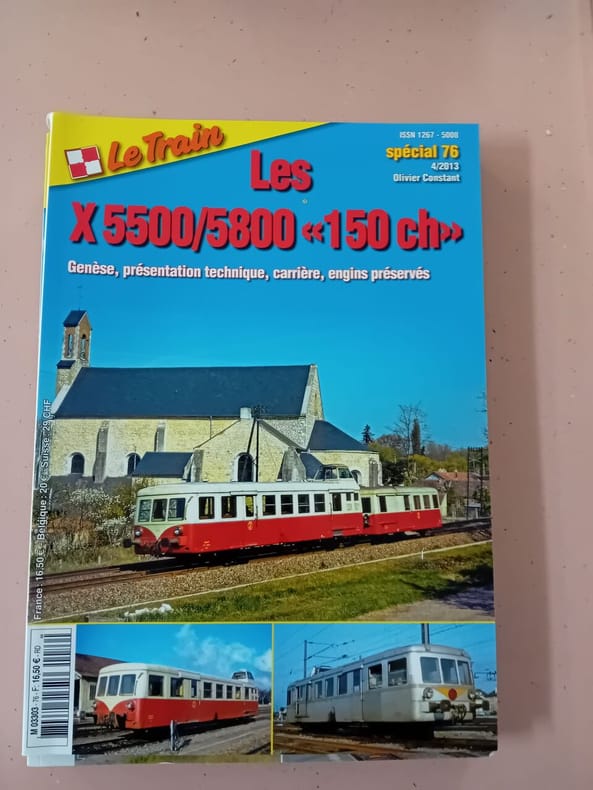 Le Train
ISSN 1267 - 5008
spécial 76
4/2013
Olivier Constant
Les
X 5500/5800 «150 ch»
Genèse, présentation technique, carrière, engins préservés
France : 16,50 € - Belgique : 20 € - Suisse : 29 CHF
M 03303 - 76 - F: 16,50 € - RD